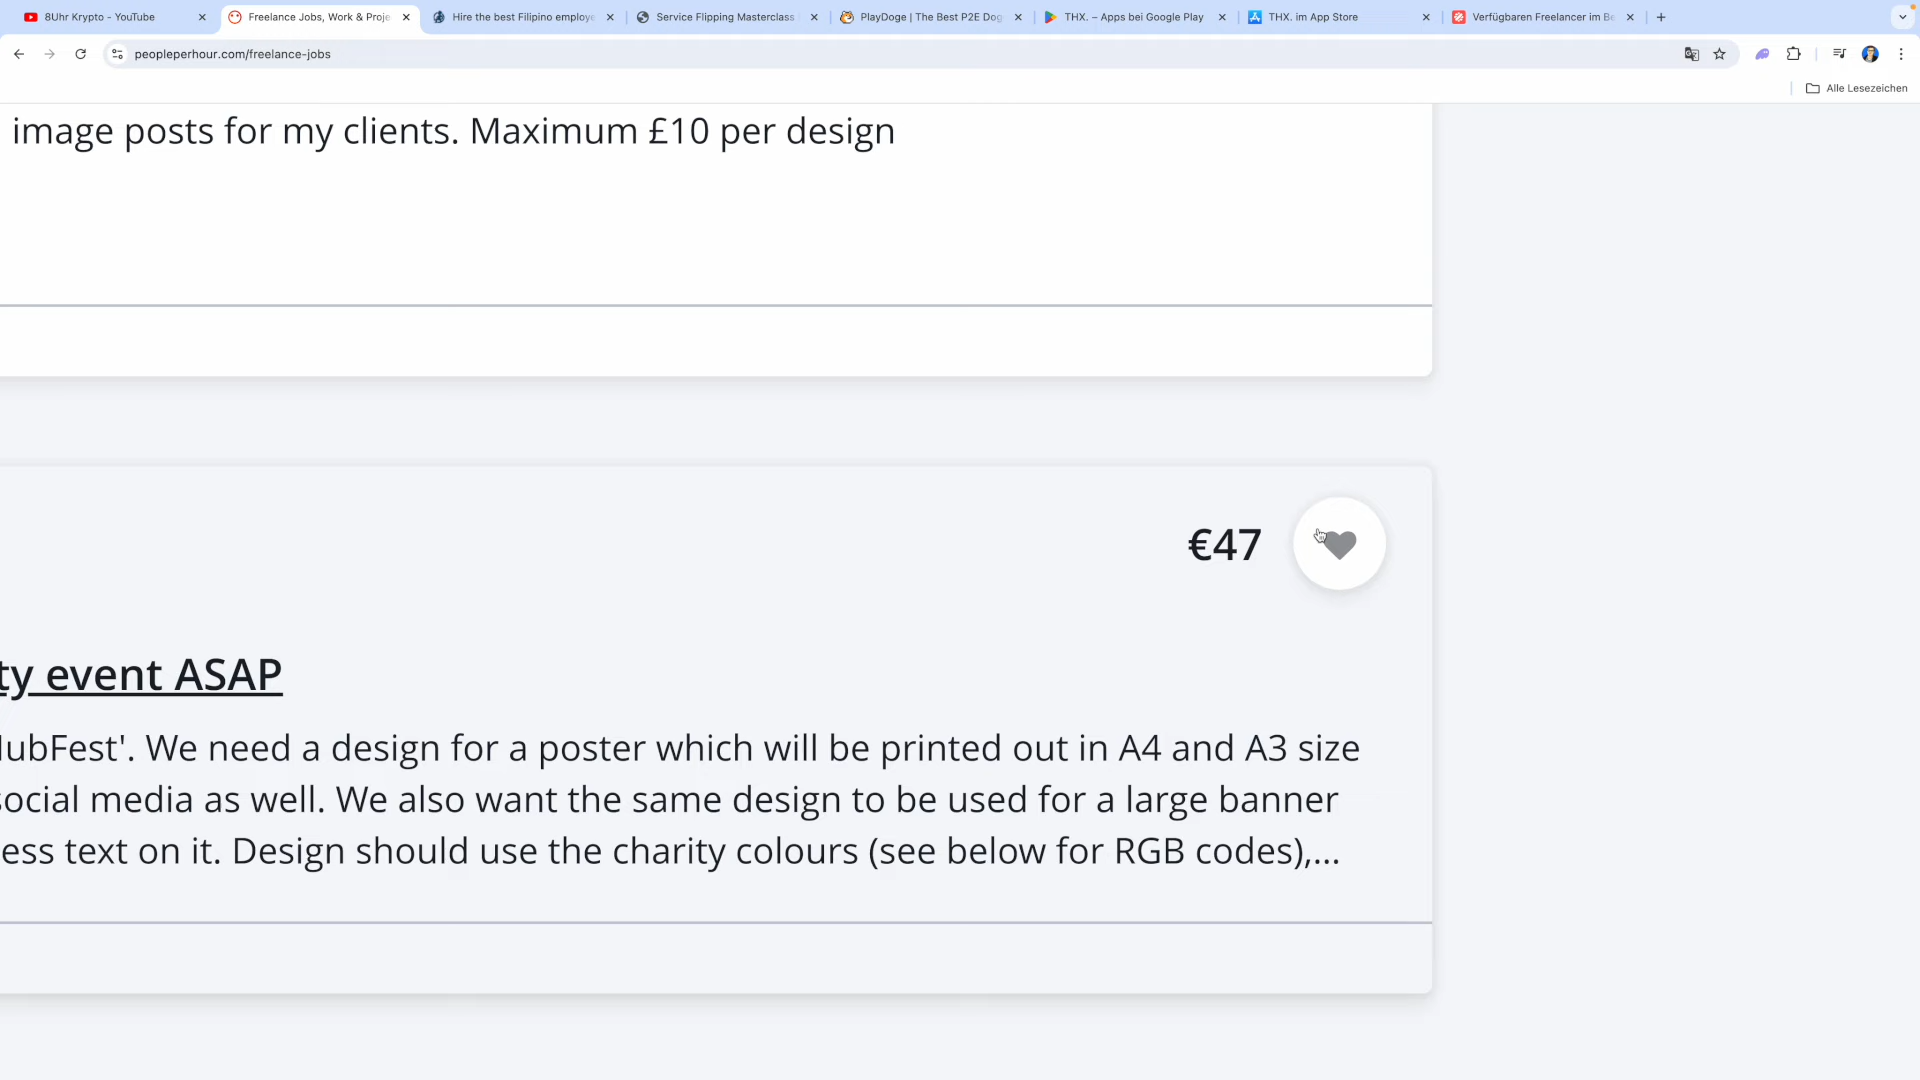 8Uhr Krypto - YouTube
Freelance Jobs, Work & Proje
Hire the best Filipino employe
Service Flipping Masterclass
PlayDoge | The Best P2E Dog
THX. – Apps bei Google Play
THX. im App Store
Verfügbaren Freelancer im Be
peopleperhour.com/freelance-jobs
Alle Lesezeichen
image posts for my clients. Maximum £10 per design
€47
ty event ASAP
ubFest'. We need a design for a poster which will be printed out in A4 and A3 size
social media as well. We also want the same design to be used for a large banner
ess text on it. Design should use the charity colours (see below for RGB codes),...